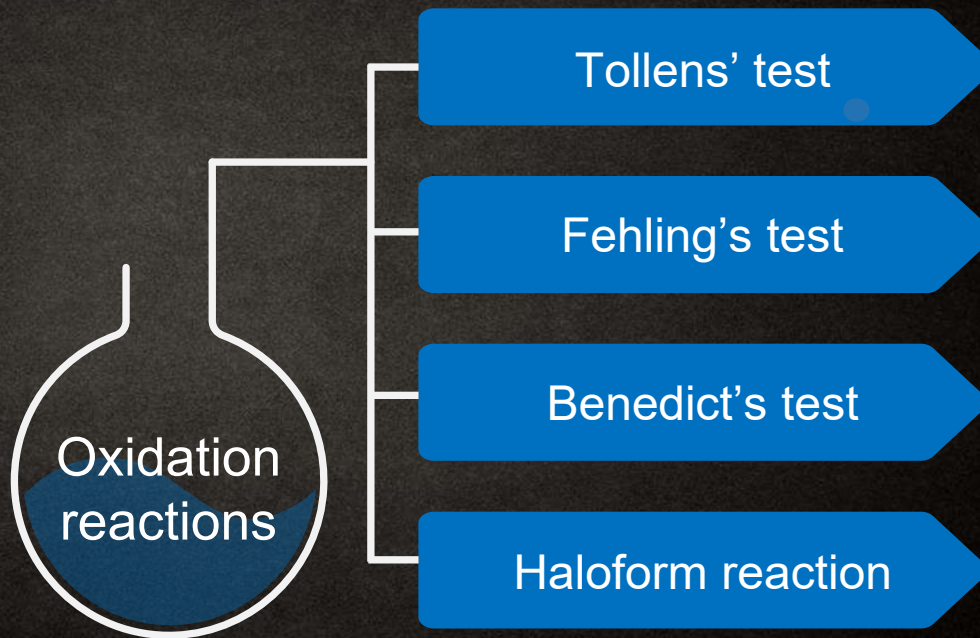 Tollens’ test
Fehling’s test
Benedict’s test
Oxidation
reactions
Haloform reaction